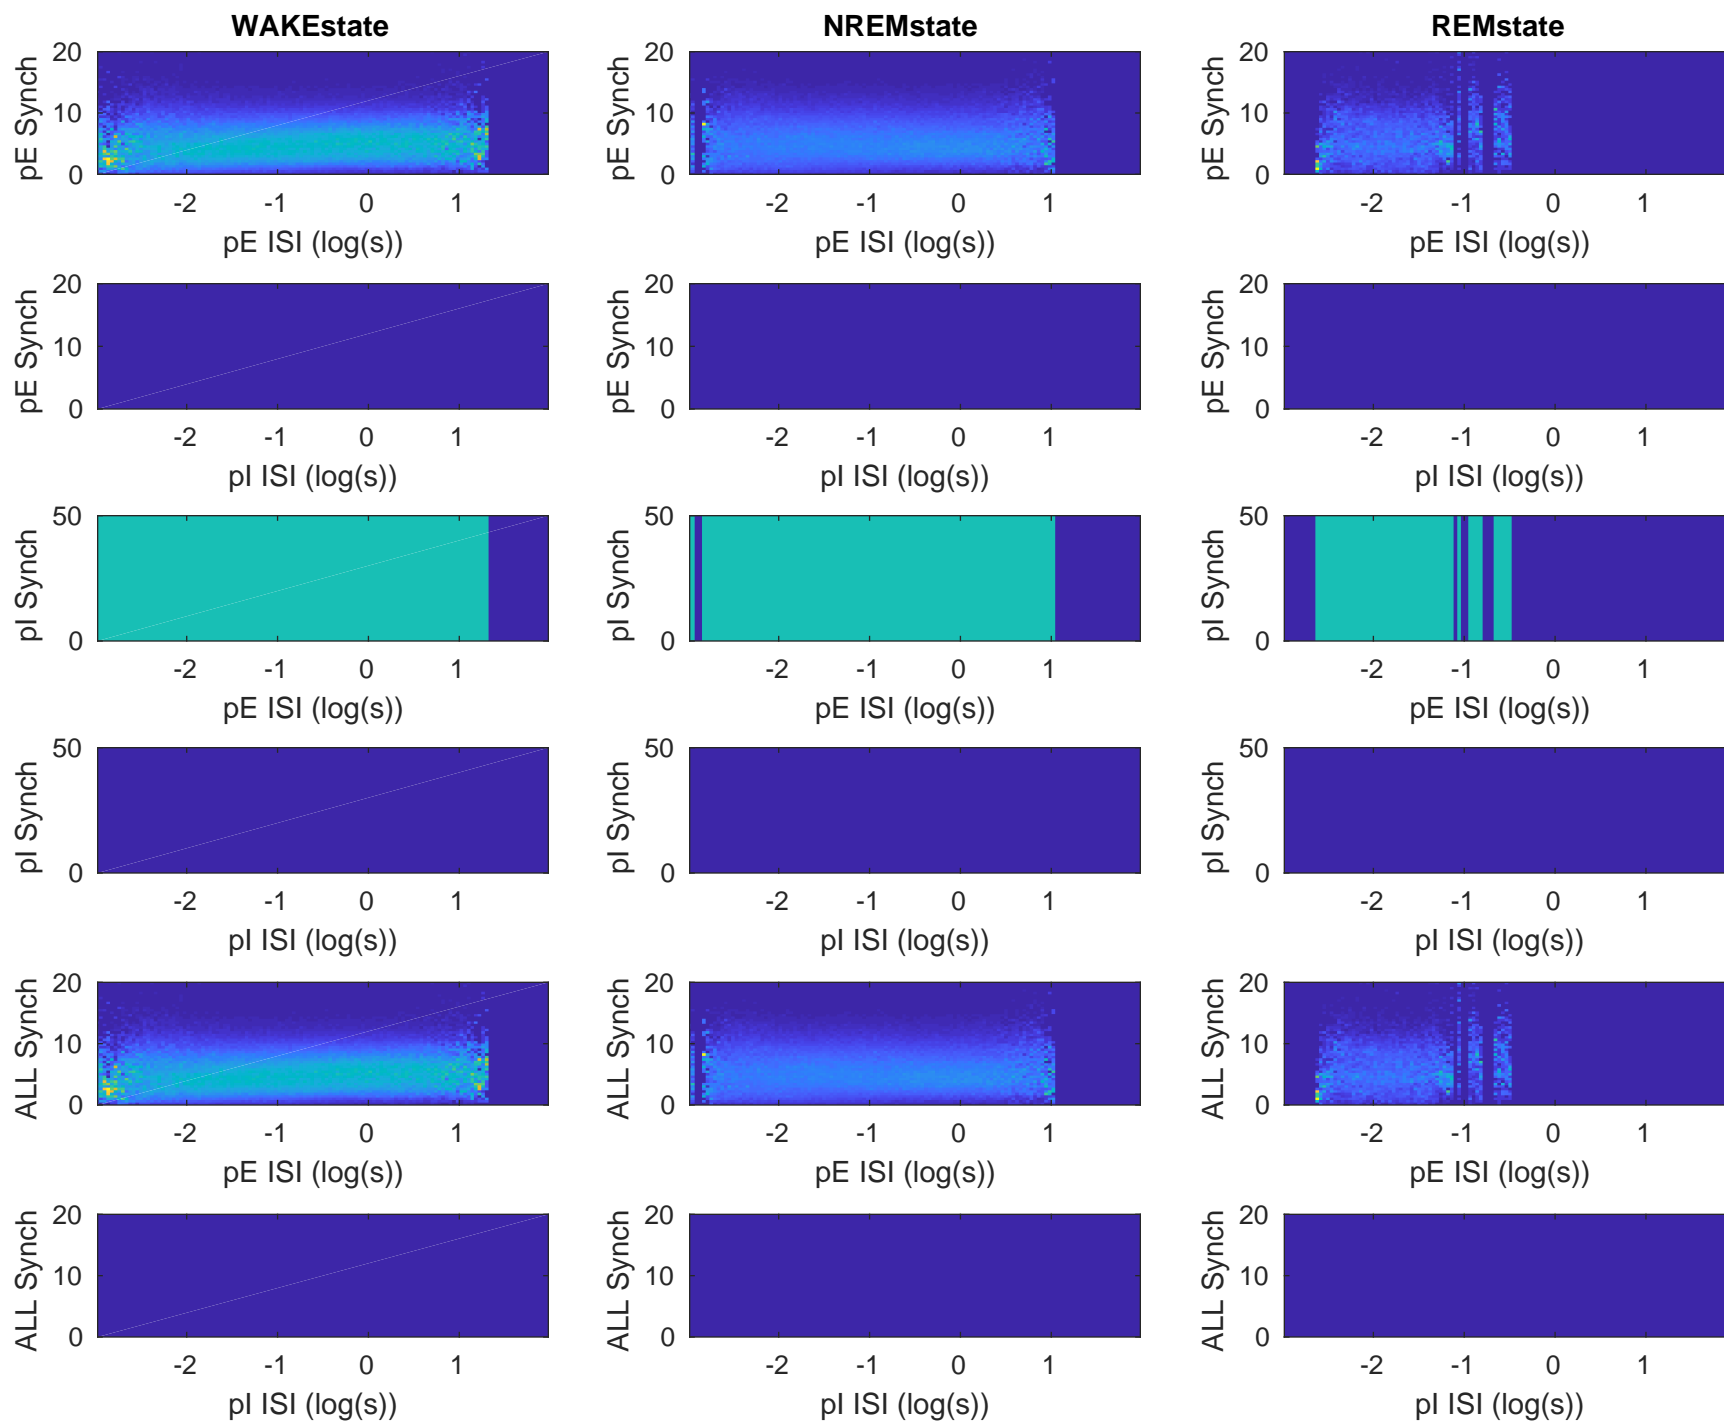 WAKEstate NREMstate REMstate
20 20 20
10 10 10
0 0 0
pE Synch pE Synch pE Synch
-2 -1 0 1 -2 -1 0 1 -2 -1 0 1
pE ISI (log(s)) pE ISI (log(s)) pE ISI (log(s))
20 20 20
10 10 10
0 0 0
pE Synch pE Synch pE Synch
-2 -1 0 1 -2 -1 0 1 -2 -1 0 1
pI ISI (log(s)) pI ISI (log(s)) pI ISI (log(s))
50 50 50
0 0 0
pI Synch pI Synch pI Synch
-2 -1 0 1 -2 -1 0 1 -2 -1 0 1
pE ISI (log(s)) pE ISI (log(s)) pE ISI (log(s))
50 50 50
0 0 0
pI Synch pI Synch pI Synch
-2 -1 0 1 -2 -1 0 1 -2 -1 0 1
pI ISI (log(s)) pI ISI (log(s)) pI ISI (log(s))
20 20 20
10 10 10
0 0 0
ALL Synch ALL Synch ALL Synch
-2 -1 0 1 -2 -1 0 1 -2 -1 0 1
pE ISI (log(s)) pE ISI (log(s)) pE ISI (log(s))
20 20 20
10 10 10
0 0 0
ALL Synch ALL Synch ALL Synch
-2 -1 0 1 -2 -1 0 1 -2 -1 0 1
pI ISI (log(s)) pI ISI (log(s)) pI ISI (log(s))